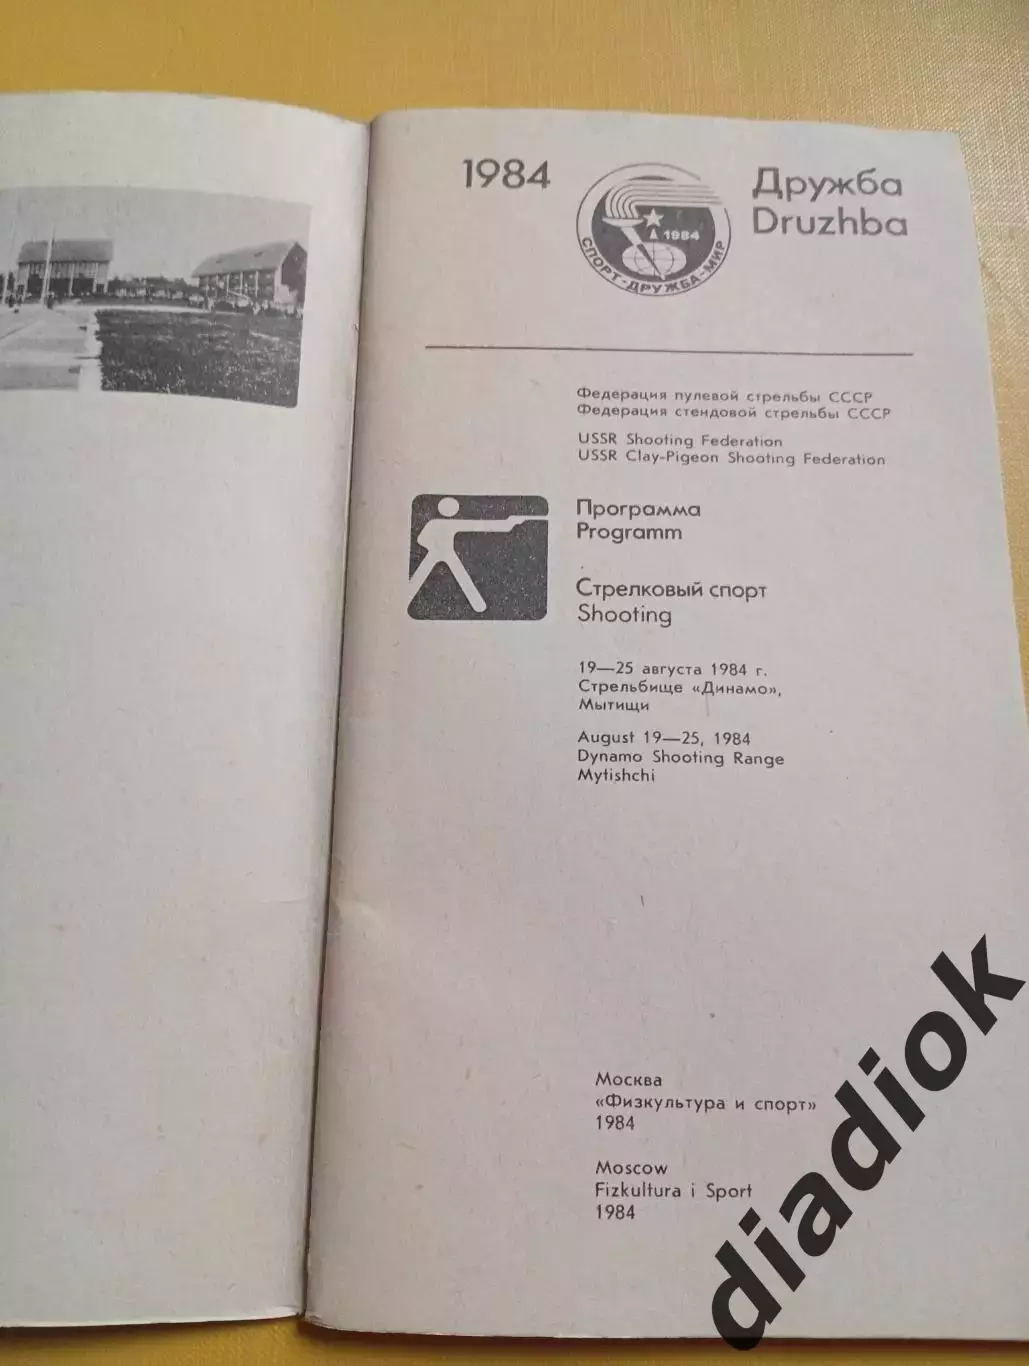 1984
Дружба
Druzhba
1984
СПОРТ-ДРУЖБА-МИР
Федерация пулевой стрельбы СССР
Федерация стендовой стрельбы СССР
USSR Shooting Federation
USSR Clay-Pigeon Shooting Federation
Программа
Programm
Стрелковый спорт
Shooting
19—25 августа 1984 г.
Стрельбище «Динамо»,
Мытищи
August 19—25, 1984
Dynamo Shooting Range
Mytishchi
Москва
«Физкультура и спорт»
1984
Moscow
Fizkultura i Sport
1984
diadiok